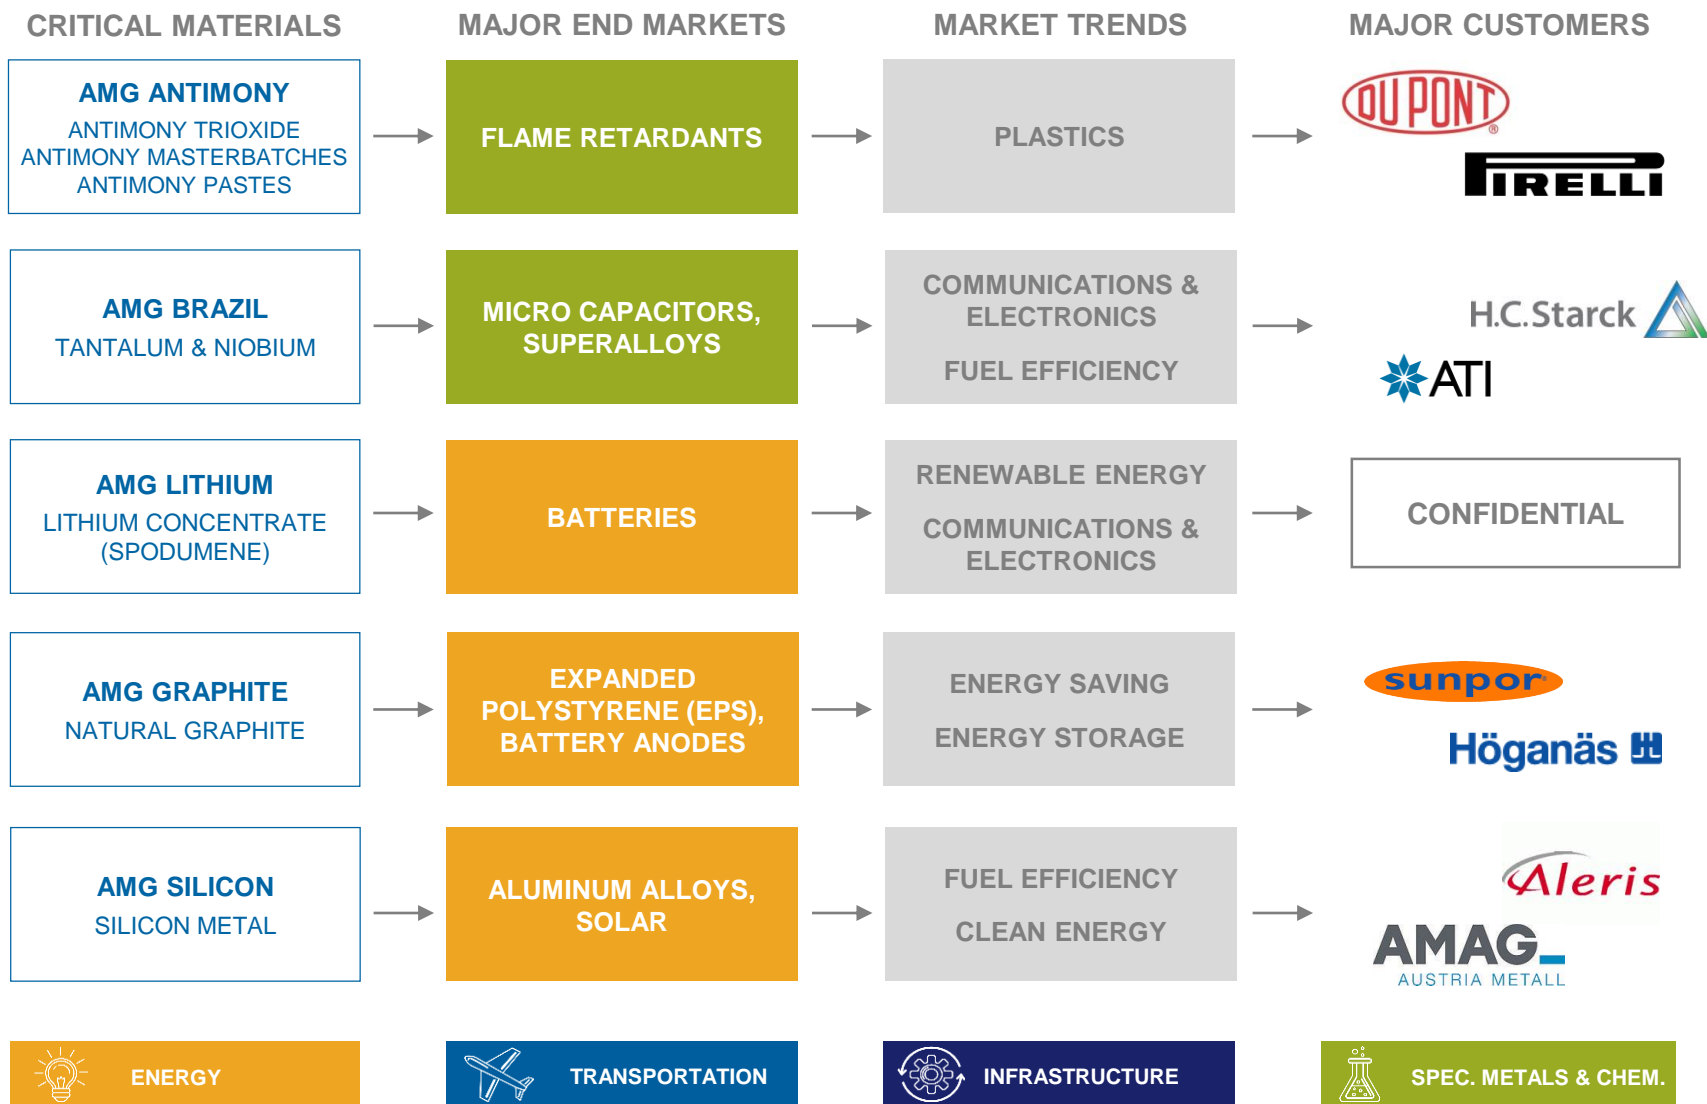 CRITICAL MATERIALS
MAJOR END MARKETS
MARKET TRENDS
MAJOR CUSTOMERS
AMG ANTIMONY
ANTIMONY TRIOXIDE
ANTIMONY MASTERBATCHES
ANTIMONY PASTES
FLAME RETARDANTS
PLASTICS
DU PONT®
PIRELLI
AMG BRAZIL
TANTALUM & NIOBIUM
MICRO CAPACITORS,
SUPERALLOYS
COMMUNICATIONS &
ELECTRONICS
FUEL EFFICIENCY
H.C.Starck
ATI
AMG LITHIUM
LITHIUM CONCENTRATE
(SPODUMENE)
BATTERIES
RENEWABLE ENERGY
COMMUNICATIONS &
ELECTRONICS
CONFIDENTIAL
AMG GRAPHITE
NATURAL GRAPHITE
EXPANDED
POLYSTYRENE (EPS),
BATTERY ANODES
ENERGY SAVING
ENERGY STORAGE
sunpor®
Höganäs
AMG SILICON
SILICON METAL
ALUMINUM ALLOYS,
SOLAR
FUEL EFFICIENCY
CLEAN ENERGY
Aleris
AMAG
AUSTRIA METALL
ENERGY
TRANSPORTATION
INFRASTRUCTURE
SPEC. METALS & CHEM.